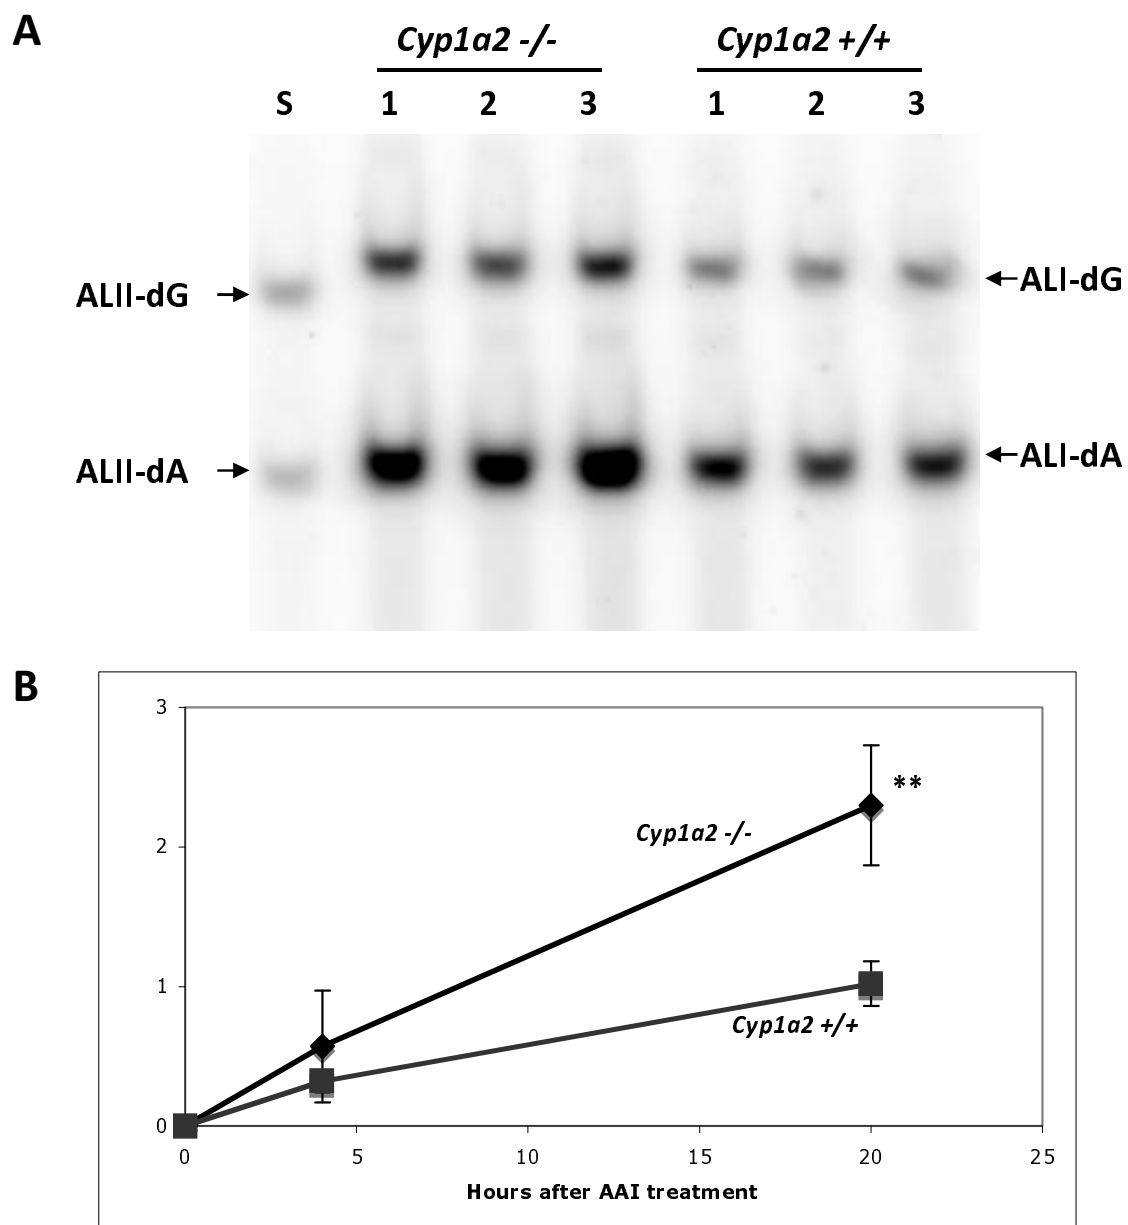 A
Cyp1a2 -/-
Cyp1a2 +/+
S
1
2
3
1
2
3
ALII-dG
ALI-dG
ALII-dA
ALI-dA
B
3
**
Cyp1a2 -/-
2
1
Cyp1a2 +/+
0
0
5
10
15
20
25
Hours after AAI treatment